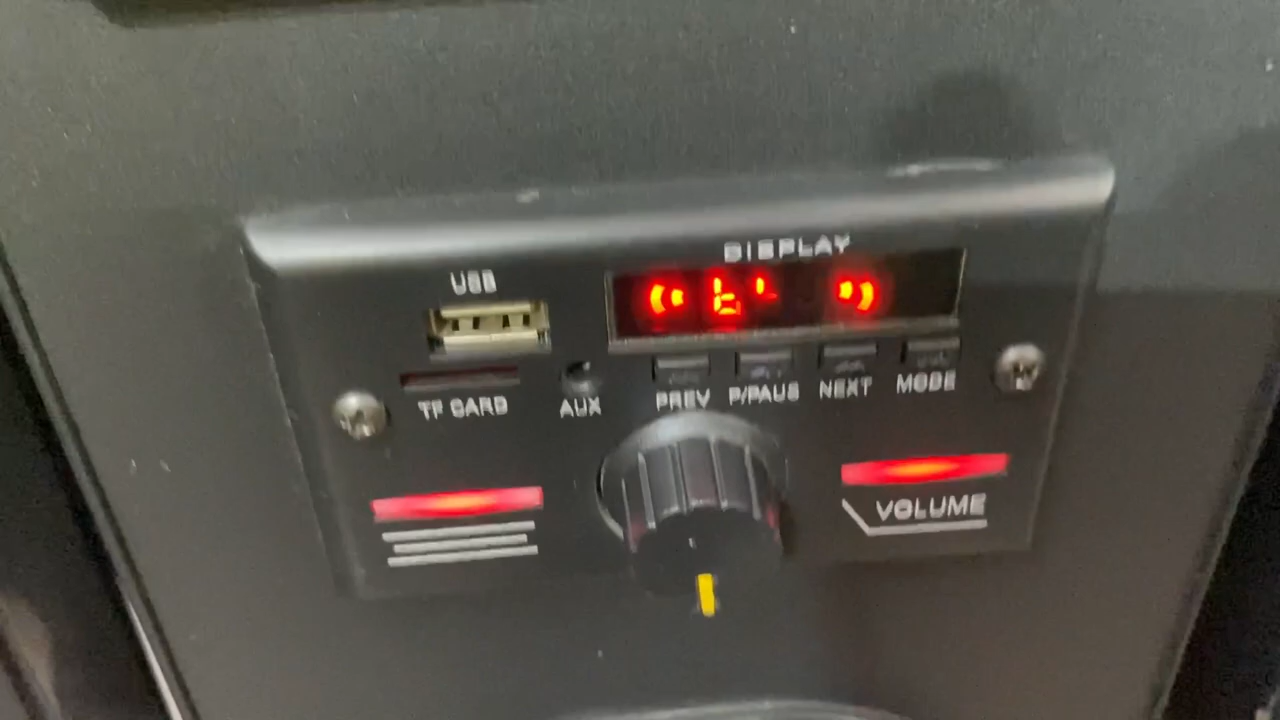 DISPLAY
USB
TF CARD
AUX
PREV
P/PAUS
NEXT
MODE
VOLUME